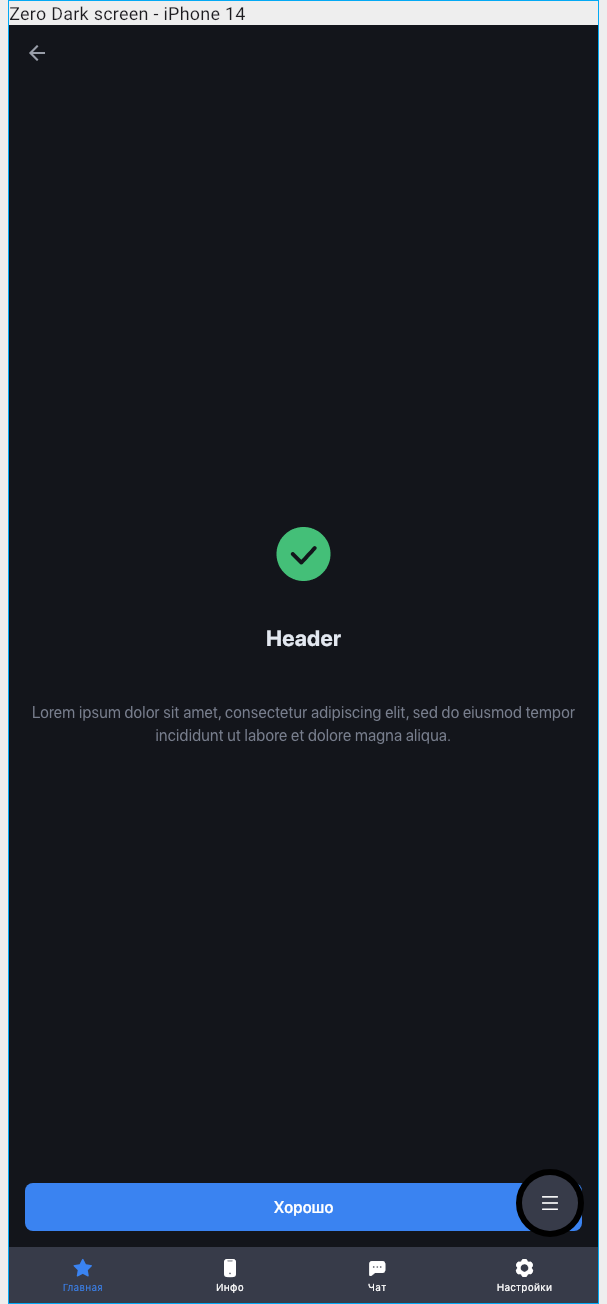 Zero Dark screen - iPhone 14
Header
Lorem ipsum dolor sit amet, consectetur adipiscing elit, sed do eiusmod tempor
incididunt ut labore et dolore magna aliqua.
Хорошо
Главная
Инфо
Чат
Настройки